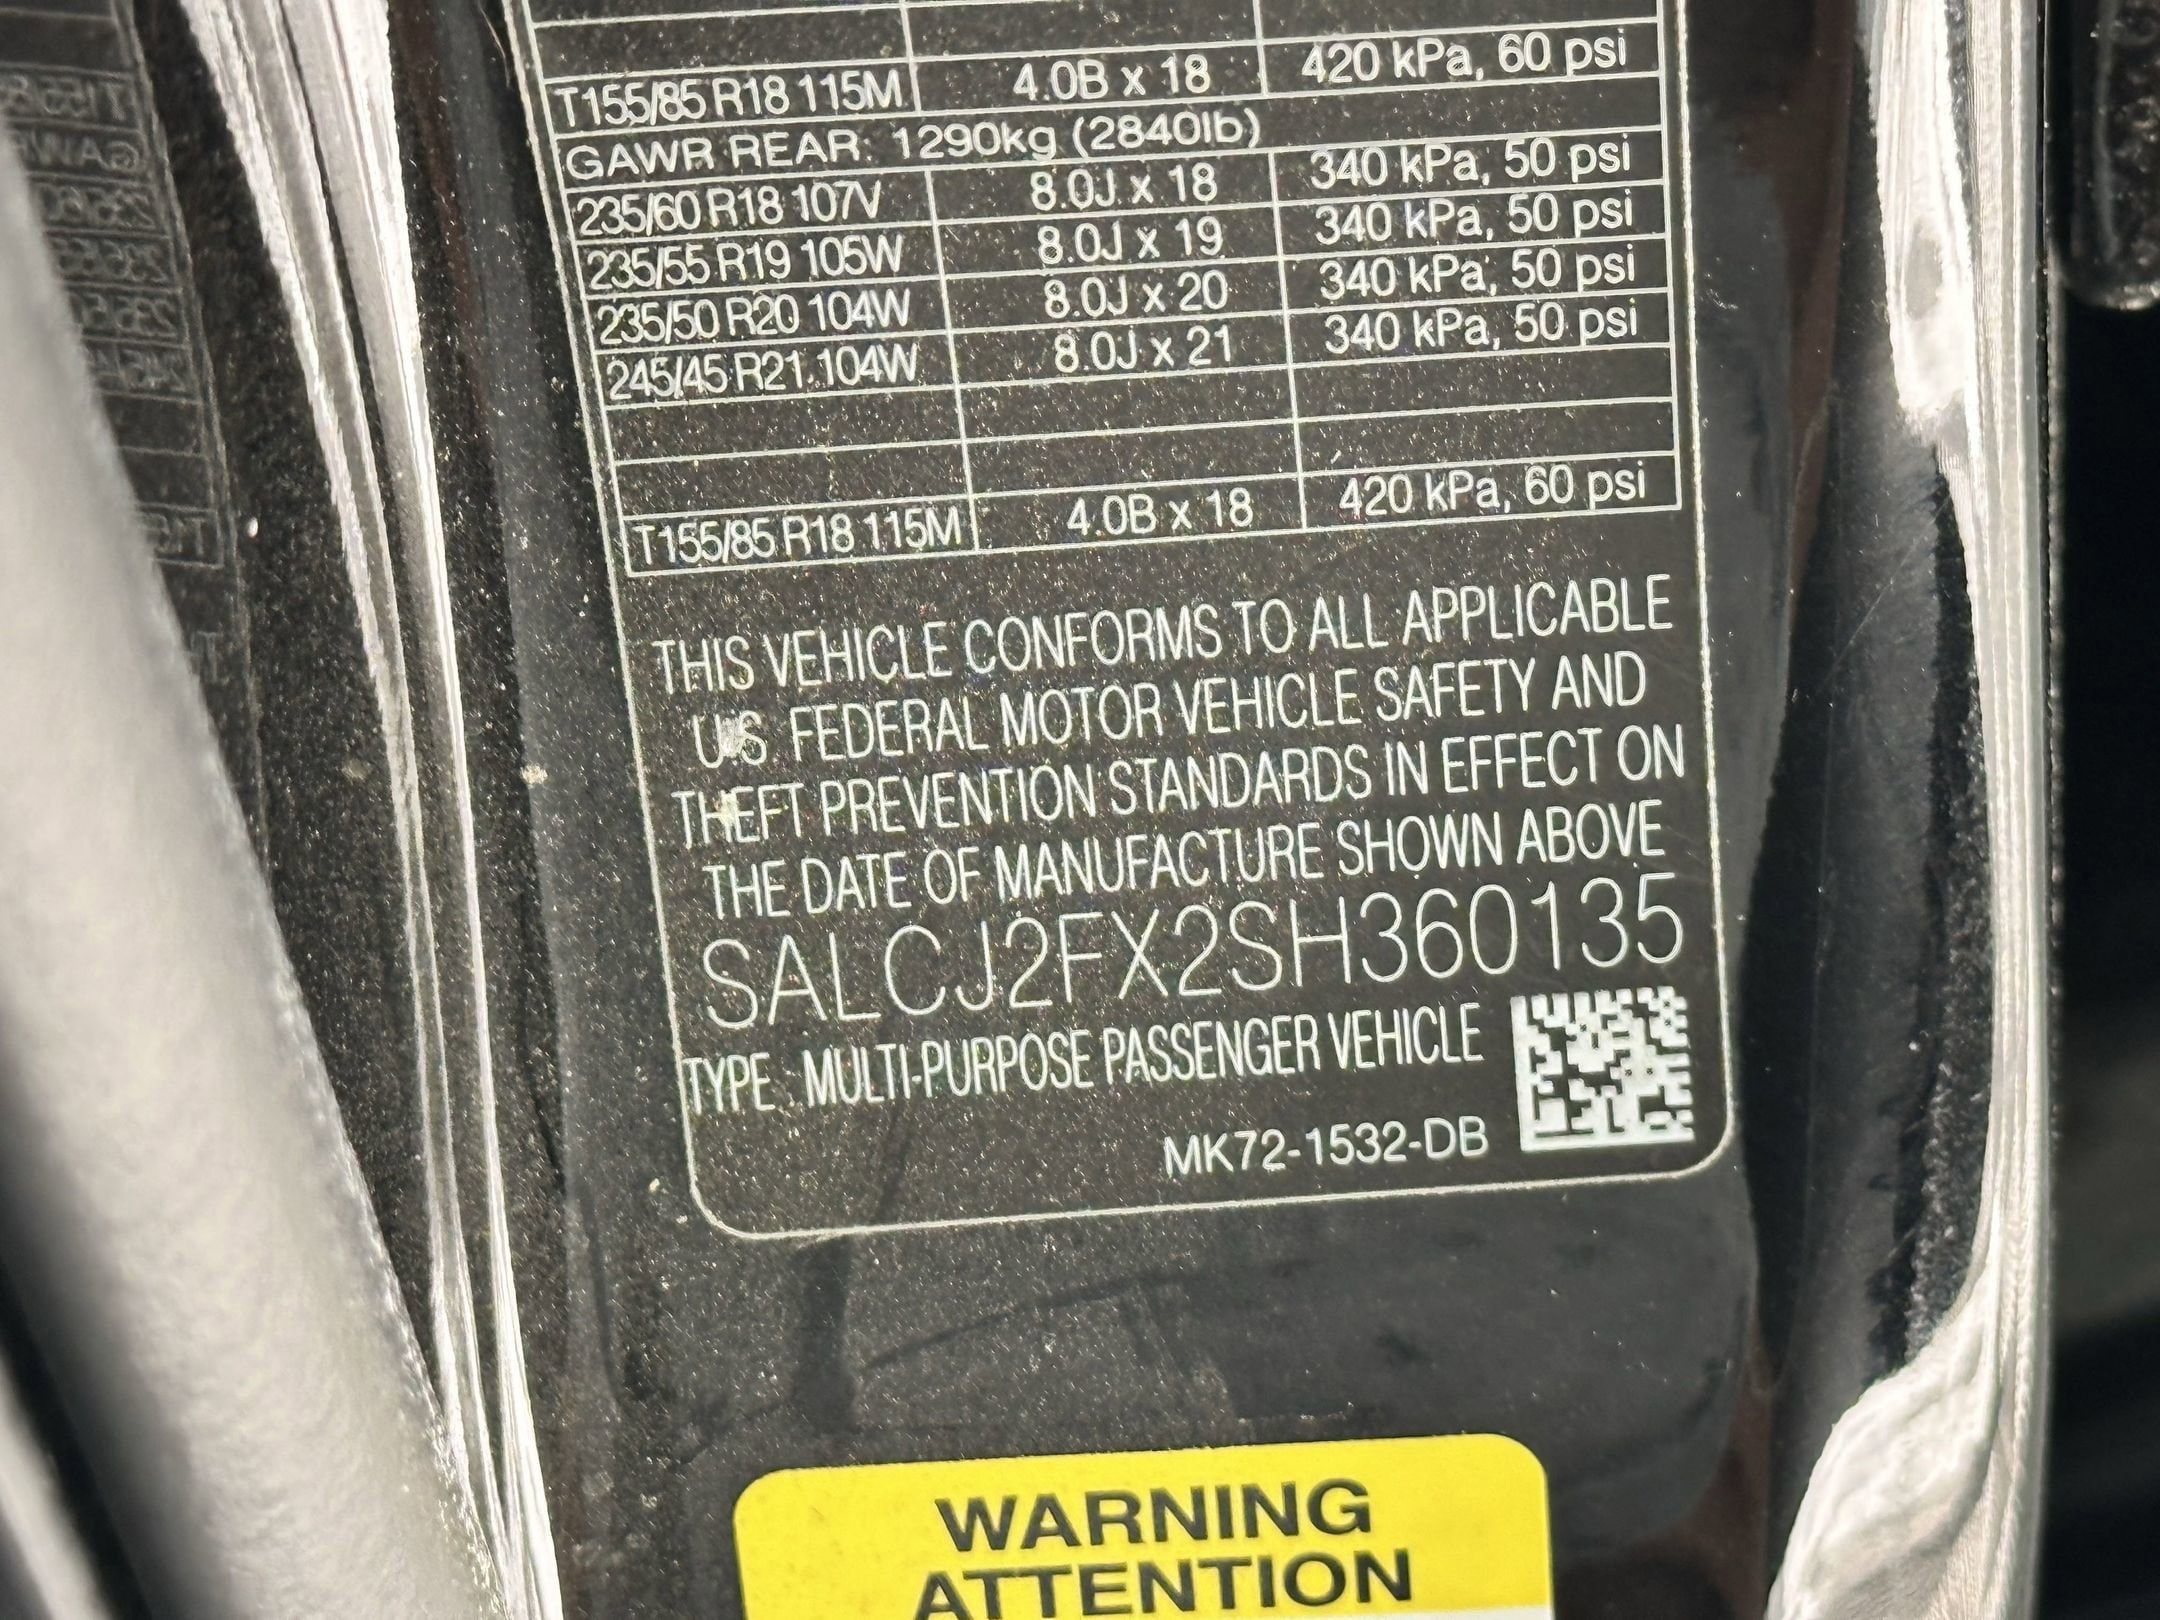 T155/85 R18 115M 4.0B x 18 420 kPa, 60 psi
GAWR REAR: 1290kg (2840lb)
235/60 R18 107V 8.0J x 18 340 kPa, 50 psi
235/55 R19 105W 8.0J x 19 340 kPa, 50 psi
235/50 R20 104W 8.0J x 20 340 kPa, 50 psi
245/45 R21 104W 8.0J x 21 340 kPa, 50 psi
T155/85 R18 115M 4.0B x 18 420 kPa, 60 psi
THIS VEHICLE CONFORMS TO ALL APPLICABLE
U.S. FEDERAL MOTOR VEHICLE SAFETY AND
THEFT PREVENTION STANDARDS IN EFFECT ON
THE DATE OF MANUFACTURE SHOWN ABOVE
SALCJ2FX2SH360135
TYPE : MULTI-PURPOSE PASSENGER VEHICLE
MK72-1532-DB
WARNING
ATTENTION